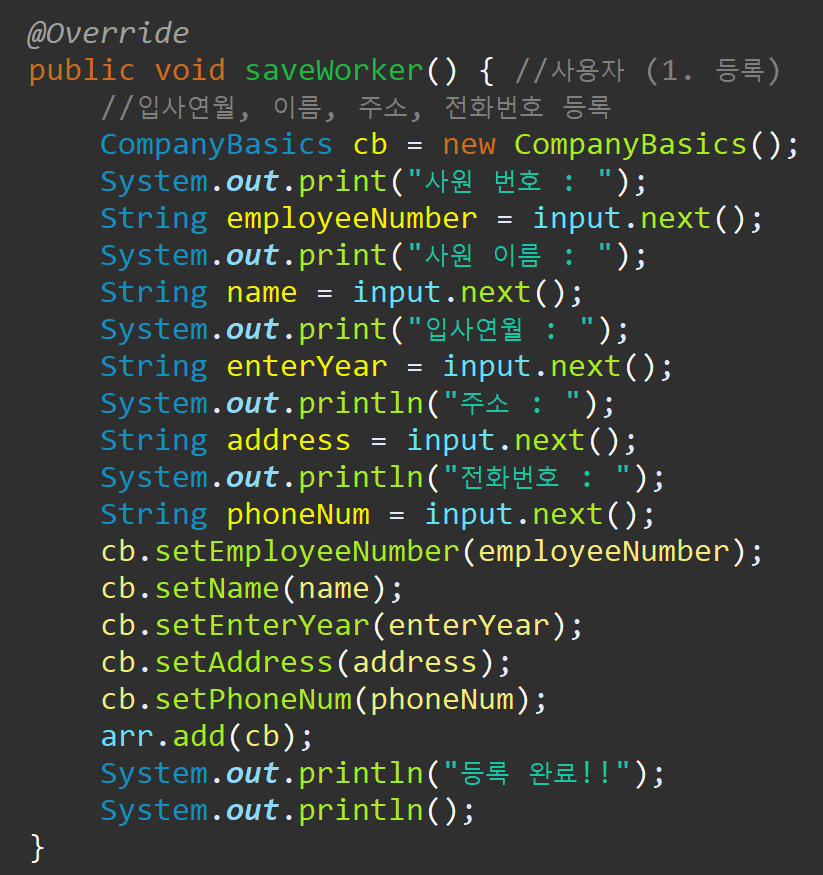 @Override
public void saveWorker() { //사용자 (1. 등록)
//입사연월, 이름, 주소, 전화번호 등록
CompanyBasics cb = new CompanyBasics();
System.out.print("사원 번호 : ");
String employeeNumber = input.next();
System.out.print("사원 이름 : ");
String name = input.next();
System.out.print("입사연월 : ");
String enterYear = input.next();
System.out.println("주소 : ");
String address = input.next();
System.out.println("전화번호 : ");
String phoneNum = input.next();
cb.setEmployeeNumber(employeeNumber);
cb.setName(name);
cb.setEnterYear(enterYear);
cb.setAddress(address);
cb.setPhoneNum(phoneNum);
arr.add(cb);
System.out.println("등록 완료!!");
System.out.println();
}